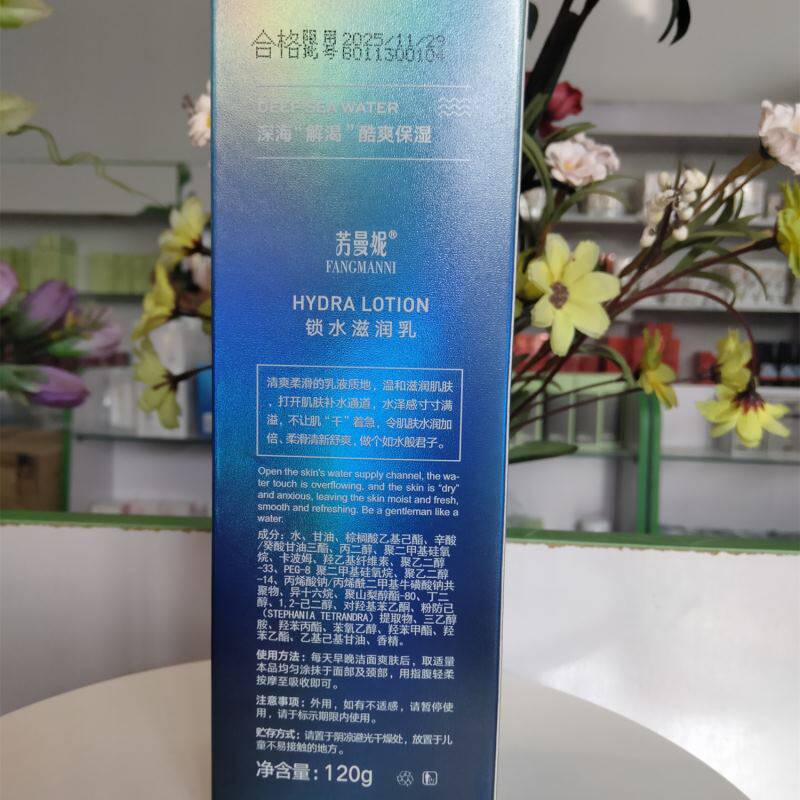 合格 限用 2025/11/29
批号 B011300104
DEEP SEA WATER
深海“解渴”酷爽保湿
芳曼妮®
FANGMANNI
HYDRA LOTION
锁水滋润乳
清爽柔滑的乳液质地，温和滋润肌肤
、打开肌肤补水通道，水泽感寸寸满
溢，不让肌“干”着急，令肌肤水润加
倍、柔滑清新舒爽，做个如水般君子。
Open the skin's water supply channel, the wa-
ter touch is overflowing, and the skin is "dry"
and anxious, leaving the skin moist and fresh,
smooth and refreshing. Be a gentleman like a
water.
成分：水、甘油、棕榈酸乙基己酯、辛酸
/癸酸甘油三酯、丙二醇、聚二甲基硅氧
烷、卡波姆、羟乙基纤维素、聚乙二醇
-33、PEG-8 聚二甲基硅氧烷、聚乙二醇
-14、丙烯酸钠/丙烯酰二甲基牛磺酸钠共
聚物、异十六烷、聚山梨醇酯-80、丁二
醇、1,2-己二醇、对羟基苯乙酮、粉防己
（STEPHANIA TETRANDRA）提取物、三乙醇
胺、羟苯丙酯、苯氧乙醇、羟苯甲酯、羟
苯乙酯、乙基己基甘油、香精。
使用方法：每天早晚洁面爽肤后，取适量
本品均匀涂抹于面部及颈部，用指腹轻柔
按摩至吸收即可。
注意事项：外用，如有不适感，请暂停使
用，请于标示期限内使用。
贮存方式：请置于阴凉避光干燥处，放置于儿
童不易接触的地方。
净含量：120g